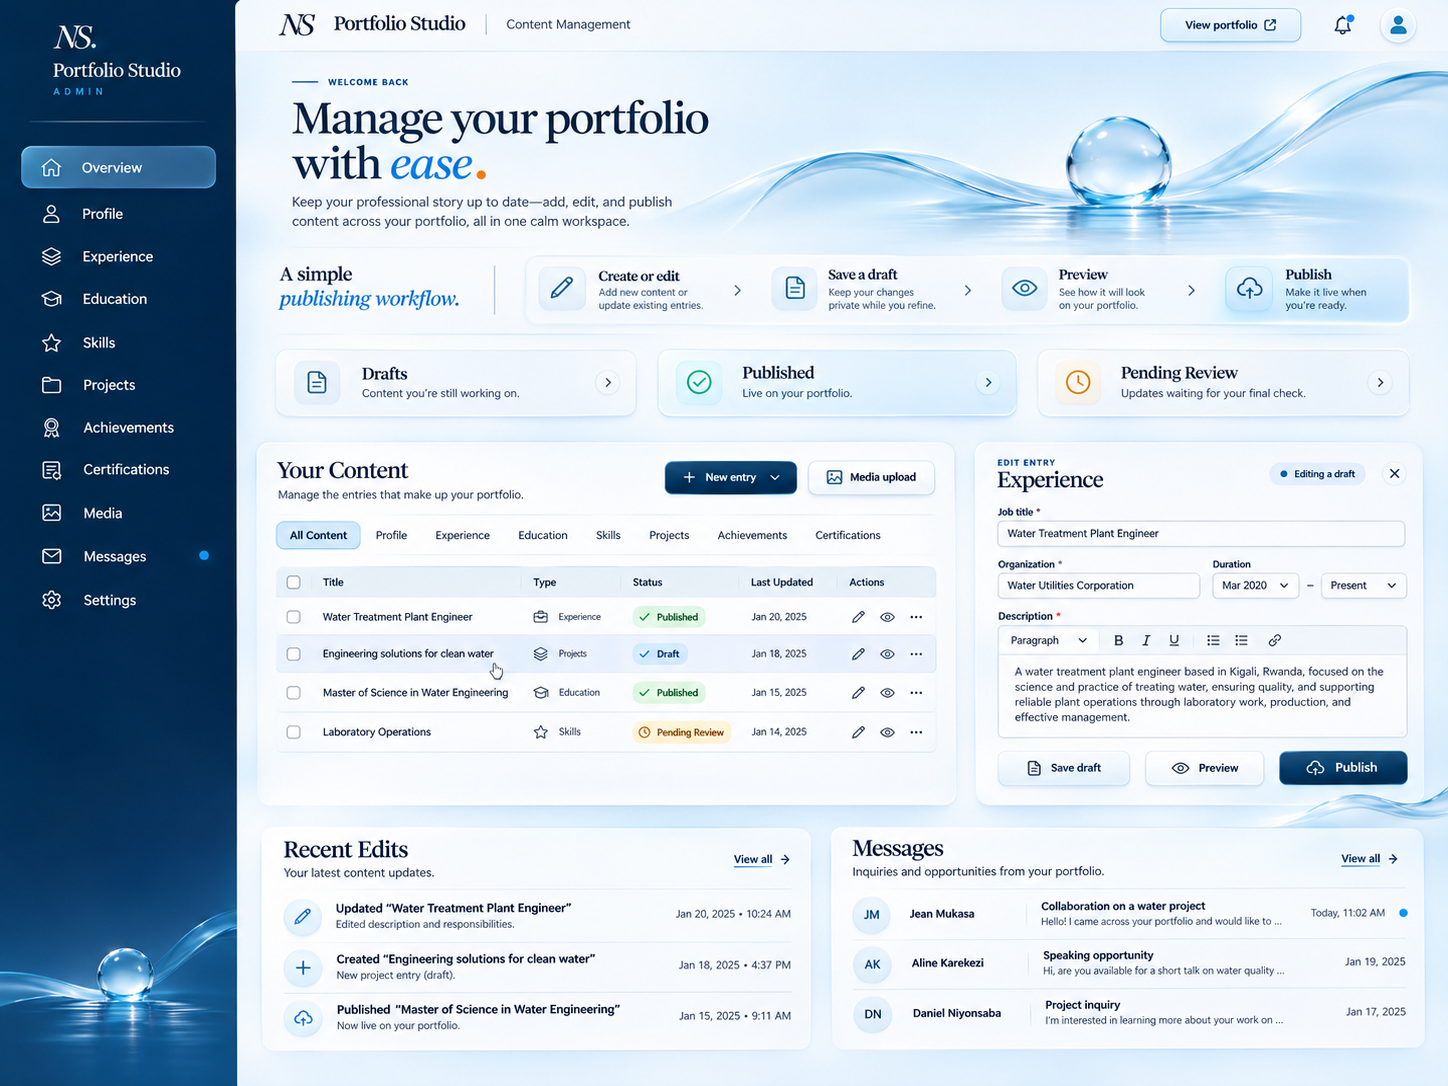 NS.
Portfolio Studio
ADMIN
Overview
Profile
Experience
Education
Skills
Projects
Achievements
Certifications
Media
Messages
Settings
NS Portfolio Studio Content Management View portfolio
WELCOME BACK
Manage your portfolio
with ease.
Keep your professional story up to date—add, edit, and publish
content across your portfolio, all in one calm workspace.
A simple
publishing workflow.
Create or edit
Add new content or
update existing entries.
Save a draft
Keep your changes
private while you refine.
Preview
See how it will look
on your portfolio.
Publish
Make it live when
you're ready.
Drafts
Content you're still working on.
Published
Live on your portfolio.
Pending Review
Updates waiting for your final check.
Your Content
Manage the entries that make up your portfolio.
New entry
Media upload
All Content Profile Experience Education Skills Projects Achievements Certifications
Title Type Status Last Updated Actions
Water Treatment Plant Engineer Experience Published Jan 20, 2025
Engineering solutions for clean water Projects Draft Jan 18, 2025
Master of Science in Water Engineering Education Published Jan 15, 2025
Laboratory Operations Skills Pending Review Jan 14, 2025
EDIT ENTRY
Experience
Editing a draft
Job title *
Water Treatment Plant Engineer
Organization * Duration
Water Utilities Corporation Mar 2020 – Present
Description *
Paragraph B I U
A water treatment plant engineer based in Kigali, Rwanda, focused on the
science and practice of treating water, ensuring quality, and supporting
reliable plant operations through laboratory work, production, and
effective management.
Save draft Preview Publish
Recent Edits
Your latest content updates.
View all
Updated “Water Treatment Plant Engineer”
Edited description and responsibilities.
Jan 20, 2025 • 10:24 AM
Created “Engineering solutions for clean water”
New project entry (draft).
Jan 18, 2025 • 4:37 PM
Published “Master of Science in Water Engineering”
Now live on your portfolio.
Jan 15, 2025 • 9:11 AM
Messages
Inquiries and opportunities from your portfolio.
View all
JM Jean Mukasa
Collaboration on a water project
Hello! I came across your portfolio and would like to ...
Today, 11:02 AM
AK Aline Karekezi
Speaking opportunity
Hi, are you available for a short talk on water quality ...
Jan 19, 2025
DN Daniel Niyonsaba
Project inquiry
I'm interested in learning more about your work on ...
Jan 17, 2025